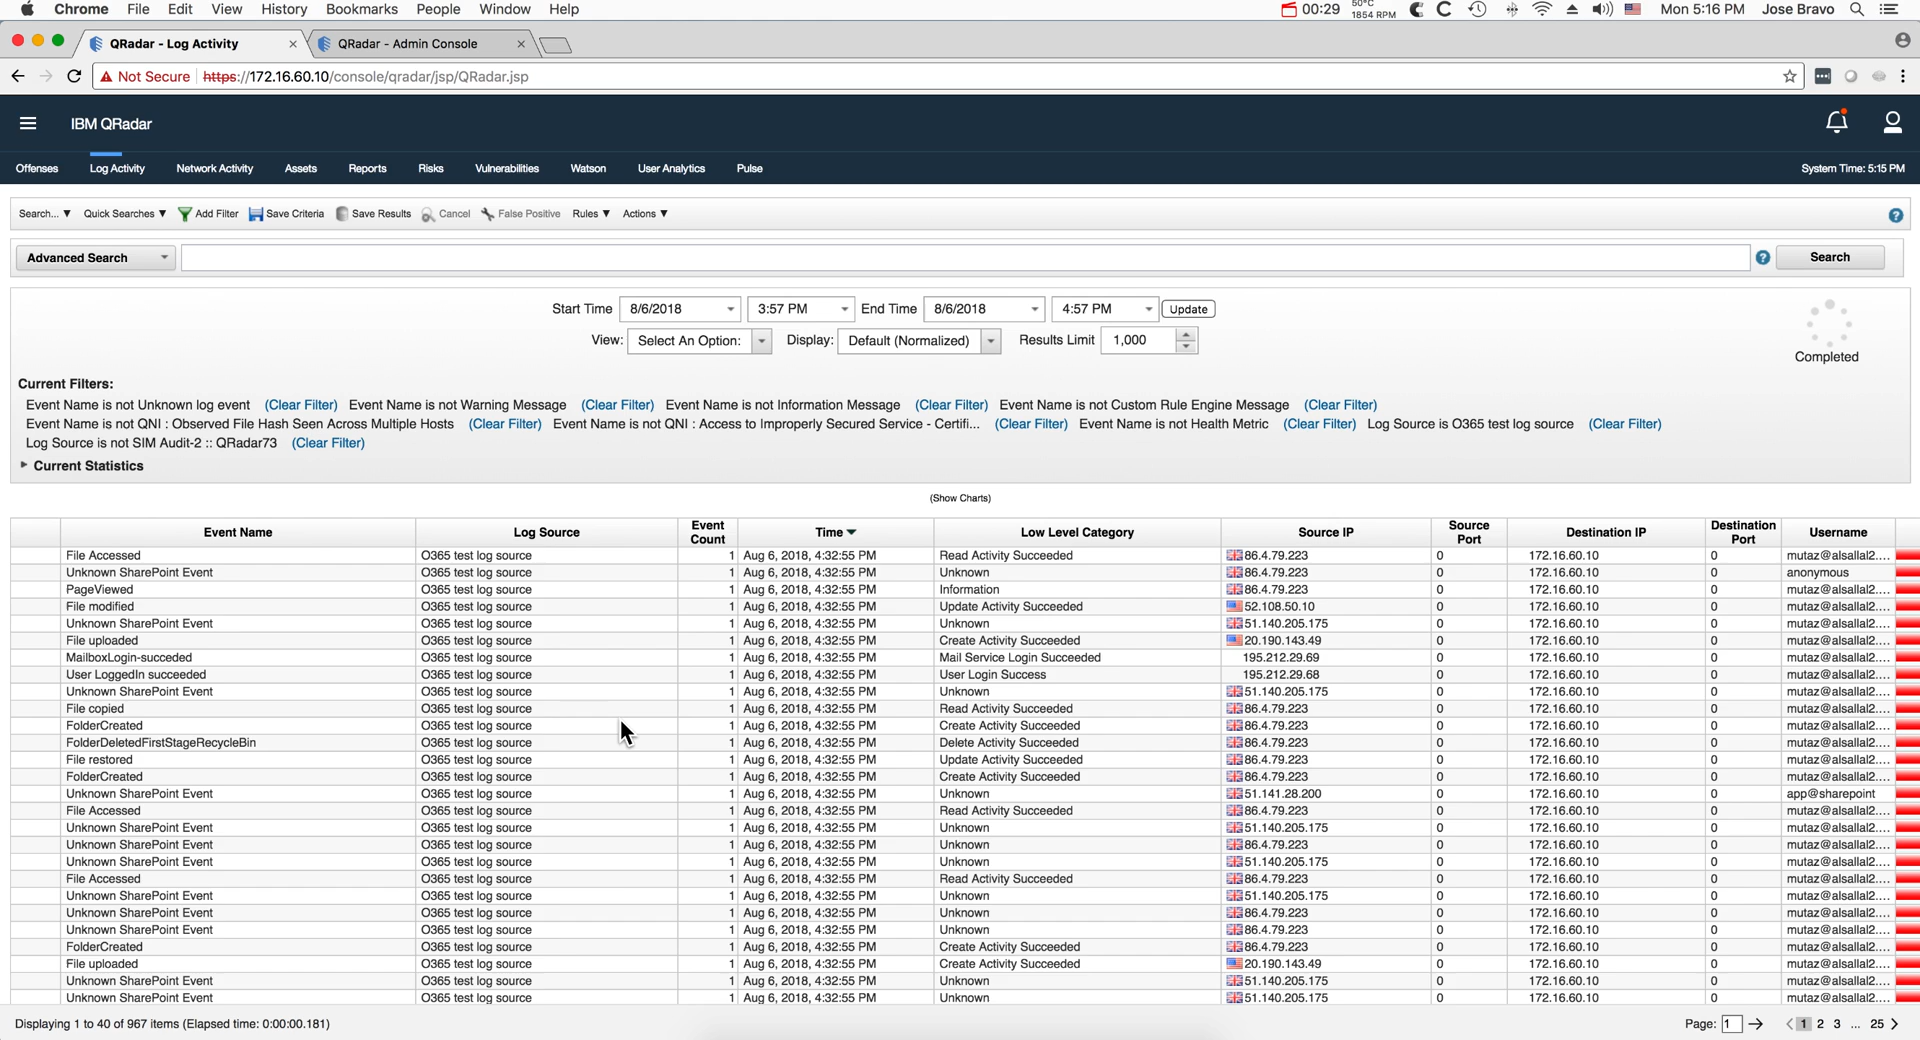 Chrome File Edit View History Bookmarks People Window Help 00:29 50°C 1854 RPM Mon 5:16 PM Jose Bravo
QRadar - Log Activity QRadar - Admin Console
Not Secure https://172.16.60.10/console/qradar/jsp/QRadar.jsp
IBM QRadar
Offenses Log Activity Network Activity Assets Reports Risks Vulnerabilities Watson User Analytics Pulse System Time: 5:15 PM
Search... ▼ Quick Searches ▼ Add Filter Save Criteria Save Results Cancel False Positive Rules ▼ Actions ▼
Advanced Search Search
Start Time 8/6/2018 3:57 PM End Time 8/6/2018 4:57 PM Update
View: Select An Option: Display: Default (Normalized) Results Limit 1,000
Completed
Current Filters:
Event Name is not Unknown log event (Clear Filter) Event Name is not Warning Message (Clear Filter) Event Name is not Information Message (Clear Filter) Event Name is not Custom Rule Engine Message (Clear Filter)
Event Name is not QNI : Observed File Hash Seen Across Multiple Hosts (Clear Filter) Event Name is not QNI : Access to Improperly Secured Service - Certifi... (Clear Filter) Event Name is not Health Metric (Clear Filter) Log Source is O365 test log source (Clear Filter)
Log Source is not SIM Audit-2 :: QRadar73 (Clear Filter)
Current Statistics
(Show Charts)
Event Name Log Source Event Count Time Low Level Category Source IP Source Port Destination IP Destination Port Username
File Accessed O365 test log source 1 Aug 6, 2018, 4:32:55 PM Read Activity Succeeded 86.4.79.223 0 172.16.60.10 0 mutaz@alsallal2....
Unknown SharePoint Event O365 test log source 1 Aug 6, 2018, 4:32:55 PM Unknown 86.4.79.223 0 172.16.60.10 0 anonymous
PageViewed O365 test log source 1 Aug 6, 2018, 4:32:55 PM Information 86.4.79.223 0 172.16.60.10 0 mutaz@alsallal2....
File modified O365 test log source 1 Aug 6, 2018, 4:32:55 PM Update Activity Succeeded 52.108.50.10 0 172.16.60.10 0 mutaz@alsallal2....
Unknown SharePoint Event O365 test log source 1 Aug 6, 2018, 4:32:55 PM Unknown 51.140.205.175 0 172.16.60.10 0 mutaz@alsallal2....
File uploaded O365 test log source 1 Aug 6, 2018, 4:32:55 PM Create Activity Succeeded 20.190.143.49 0 172.16.60.10 0 mutaz@alsallal2....
MailboxLogin-succeded O365 test log source 1 Aug 6, 2018, 4:32:55 PM Mail Service Login Succeeded 195.212.29.69 0 172.16.60.10 0 mutaz@alsallal2....
User LoggedIn succeeded O365 test log source 1 Aug 6, 2018, 4:32:55 PM User Login Success 195.212.29.68 0 172.16.60.10 0 mutaz@alsallal2....
Unknown SharePoint Event O365 test log source 1 Aug 6, 2018, 4:32:55 PM Unknown 51.140.205.175 0 172.16.60.10 0 mutaz@alsallal2....
File copied O365 test log source 1 Aug 6, 2018, 4:32:55 PM Read Activity Succeeded 86.4.79.223 0 172.16.60.10 0 mutaz@alsallal2....
FolderCreated O365 test log source 1 Aug 6, 2018, 4:32:55 PM Create Activity Succeeded 86.4.79.223 0 172.16.60.10 0 mutaz@alsallal2....
FolderDeletedFirstStageRecycleBin O365 test log source 1 Aug 6, 2018, 4:32:55 PM Delete Activity Succeeded 86.4.79.223 0 172.16.60.10 0 mutaz@alsallal2....
File restored O365 test log source 1 Aug 6, 2018, 4:32:55 PM Update Activity Succeeded 86.4.79.223 0 172.16.60.10 0 mutaz@alsallal2....
FolderCreated O365 test log source 1 Aug 6, 2018, 4:32:55 PM Create Activity Succeeded 86.4.79.223 0 172.16.60.10 0 mutaz@alsallal2....
Unknown SharePoint Event O365 test log source 1 Aug 6, 2018, 4:32:55 PM Unknown 51.141.28.200 0 172.16.60.10 0 app@sharepoint
File Accessed O365 test log source 1 Aug 6, 2018, 4:32:55 PM Read Activity Succeeded 86.4.79.223 0 172.16.60.10 0 mutaz@alsallal2....
Unknown SharePoint Event O365 test log source 1 Aug 6, 2018, 4:32:55 PM Unknown 51.140.205.175 0 172.16.60.10 0 mutaz@alsallal2....
Unknown SharePoint Event O365 test log source 1 Aug 6, 2018, 4:32:55 PM Unknown 86.4.79.223 0 172.16.60.10 0 mutaz@alsallal2....
Unknown SharePoint Event O365 test log source 1 Aug 6, 2018, 4:32:55 PM Unknown 51.140.205.175 0 172.16.60.10 0 mutaz@alsallal2....
File Accessed O365 test log source 1 Aug 6, 2018, 4:32:55 PM Read Activity Succeeded 86.4.79.223 0 172.16.60.10 0 mutaz@alsallal2....
Unknown SharePoint Event O365 test log source 1 Aug 6, 2018, 4:32:55 PM Unknown 51.140.205.175 0 172.16.60.10 0 mutaz@alsallal2....
Unknown SharePoint Event O365 test log source 1 Aug 6, 2018, 4:32:55 PM Unknown 86.4.79.223 0 172.16.60.10 0 mutaz@alsallal2....
Unknown SharePoint Event O365 test log source 1 Aug 6, 2018, 4:32:55 PM Unknown 86.4.79.223 0 172.16.60.10 0 mutaz@alsallal2....
FolderCreated O365 test log source 1 Aug 6, 2018, 4:32:55 PM Create Activity Succeeded 86.4.79.223 0 172.16.60.10 0 mutaz@alsallal2....
File uploaded O365 test log source 1 Aug 6, 2018, 4:32:55 PM Create Activity Succeeded 20.190.143.49 0 172.16.60.10 0 mutaz@alsallal2....
Unknown SharePoint Event O365 test log source 1 Aug 6, 2018, 4:32:55 PM Unknown 51.140.205.175 0 172.16.60.10 0 mutaz@alsallal2....
Unknown SharePoint Event O365 test log source 1 Aug 6, 2018, 4:32:55 PM Unknown 51.140.205.175 0 172.16.60.10 0 mutaz@alsallal2....
Displaying 1 to 40 of 967 items (Elapsed time: 0:00:00.181) Page: 1 1 2 3 ... 25